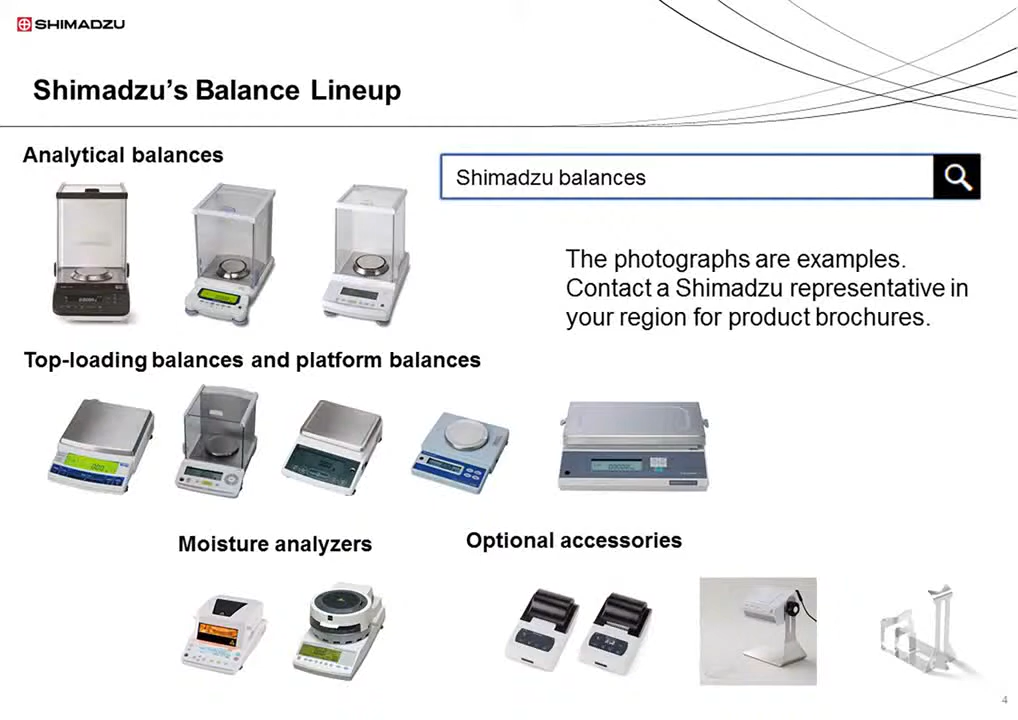 SHIMADZU
Shimadzu's Balance Lineup
Analytical balances
Shimadzu balances
The photographs are examples.
Contact a Shimadzu representative in
your region for product brochures.
Top-loading balances and platform balances
Moisture analyzers
Optional accessories
4